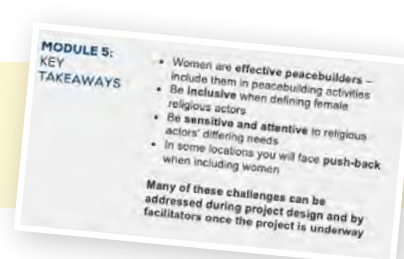 MODULE 5:
KEY
TAKEAWAYS
• Women are effective peacebuilders –
include them in peacebuilding activities
• Be inclusive when defining female
religious actors
• Be sensitive and attentive to religious
actors' differing needs
• In some locations you will face push-back
when including women
Many of these challenges can be
addressed during project design and by
facilitators once the project is underway